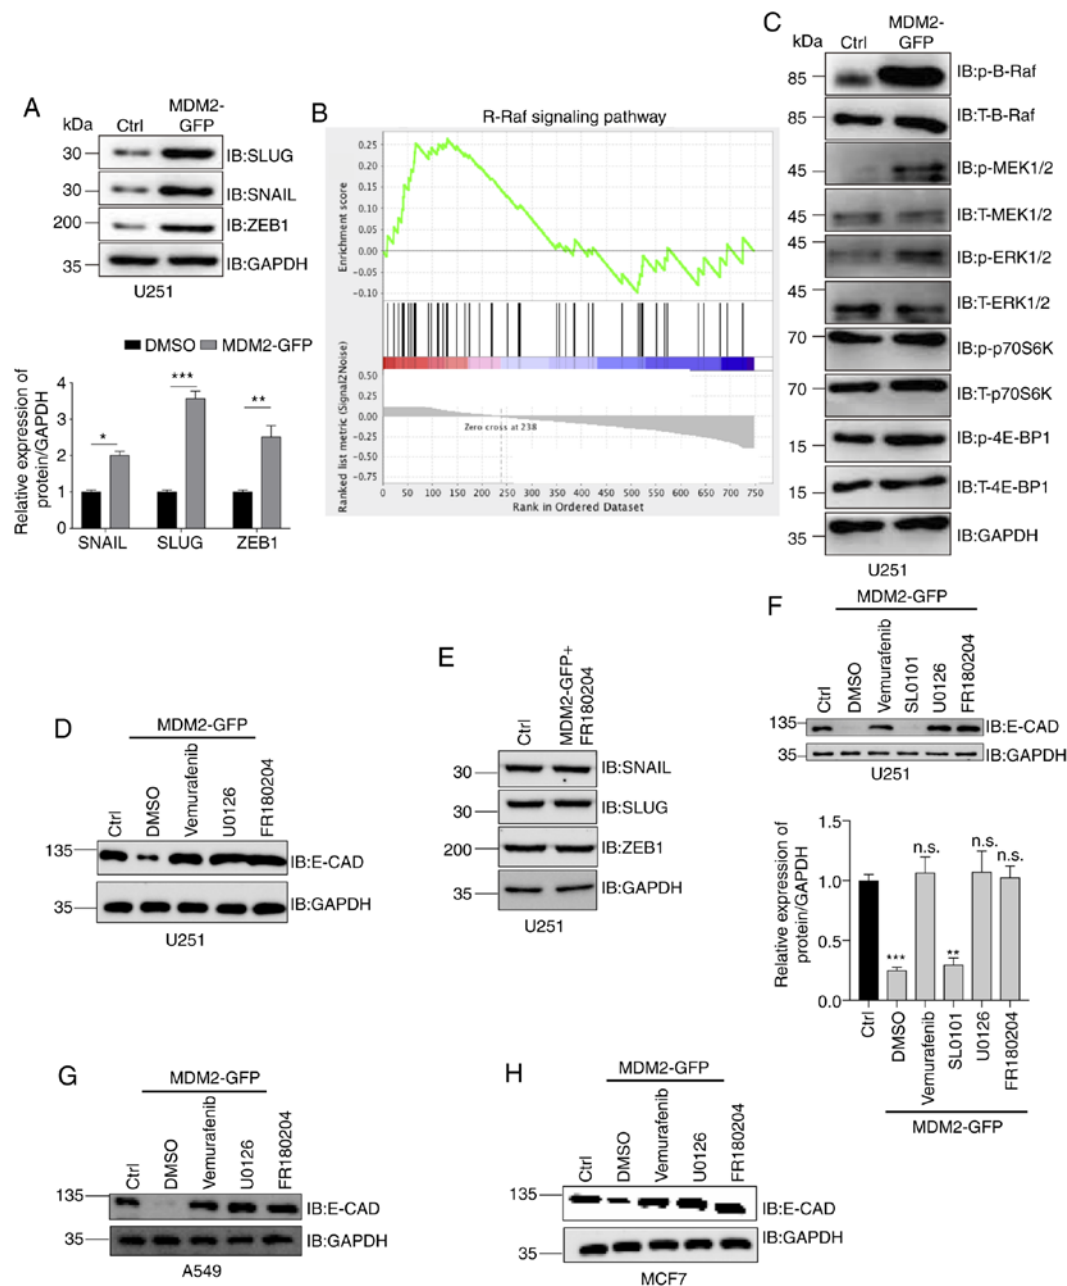 A
kDa
Ctrl
MDM2-
GFP
30
IB:SLUG
30
IB:SNAIL
200
IB:ZEB1
35
IB:GAPDH
U251
DMSO
MDM2-GFP
Relative expression of
protein/GAPDH
4
3
2
1
0
*
***
**
SNAIL
SLUG
ZEB1
B
R-Raf signaling pathway
Enrichment score
0.25
0.20
0.15
0.10
0.05
0.00
-0.05
-0.10
Ranked list metric (Signal2Noise)
0.50
0.25
0.00
-0.25
-0.50
-0.75
Zero cross at 238
0 50 100 150 200 250 300 350 400 450 500 550 600 650 700 750
Rank in Ordered Dataset
C
kDa
Ctrl
MDM2-
GFP
85
IB:p-B-Raf
85
IB:T-B-Raf
45
IB:p-MEK1/2
45
IB:T-MEK1/2
45
IB:p-ERK1/2
45
IB:T-ERK1/2
70
IB:p-p70S6K
70
IB:T-p70S6K
15
IB:p-4E-BP1
15
IB:T-4E-BP1
35
IB:GAPDH
U251
D
MDM2-GFP
Ctrl
DMSO
Vemurafenib
U0126
FR180204
135
IB:E-CAD
35
IB:GAPDH
U251
E
Ctrl
MDM2-GFP+
FR180204
30
IB:SNAIL
30
IB:SLUG
200
IB:ZEB1
35
IB:GAPDH
U251
F
MDM2-GFP
Ctrl
DMSO
Vemurafenib
SL0101
U0126
FR180204
135
IB:E-CAD
35
IB:GAPDH
U251
Relative expression of
protein/GAPDH
1.5
1.0
0.5
0.0
***
n.s.
**
n.s.
n.s.
Ctrl
DMSO
Vemurafenib
SL0101
U0126
FR180204
MDM2-GFP
G
MDM2-GFP
Ctrl
DMSO
Vemurafenib
U0126
FR180204
135
IB:E-CAD
35
IB:GAPDH
A549
H
MDM2-GFP
Ctrl
DMSO
Vemurafenib
U0126
FR180204
135
IB:E-CAD
35
IB:GAPDH
MCF7